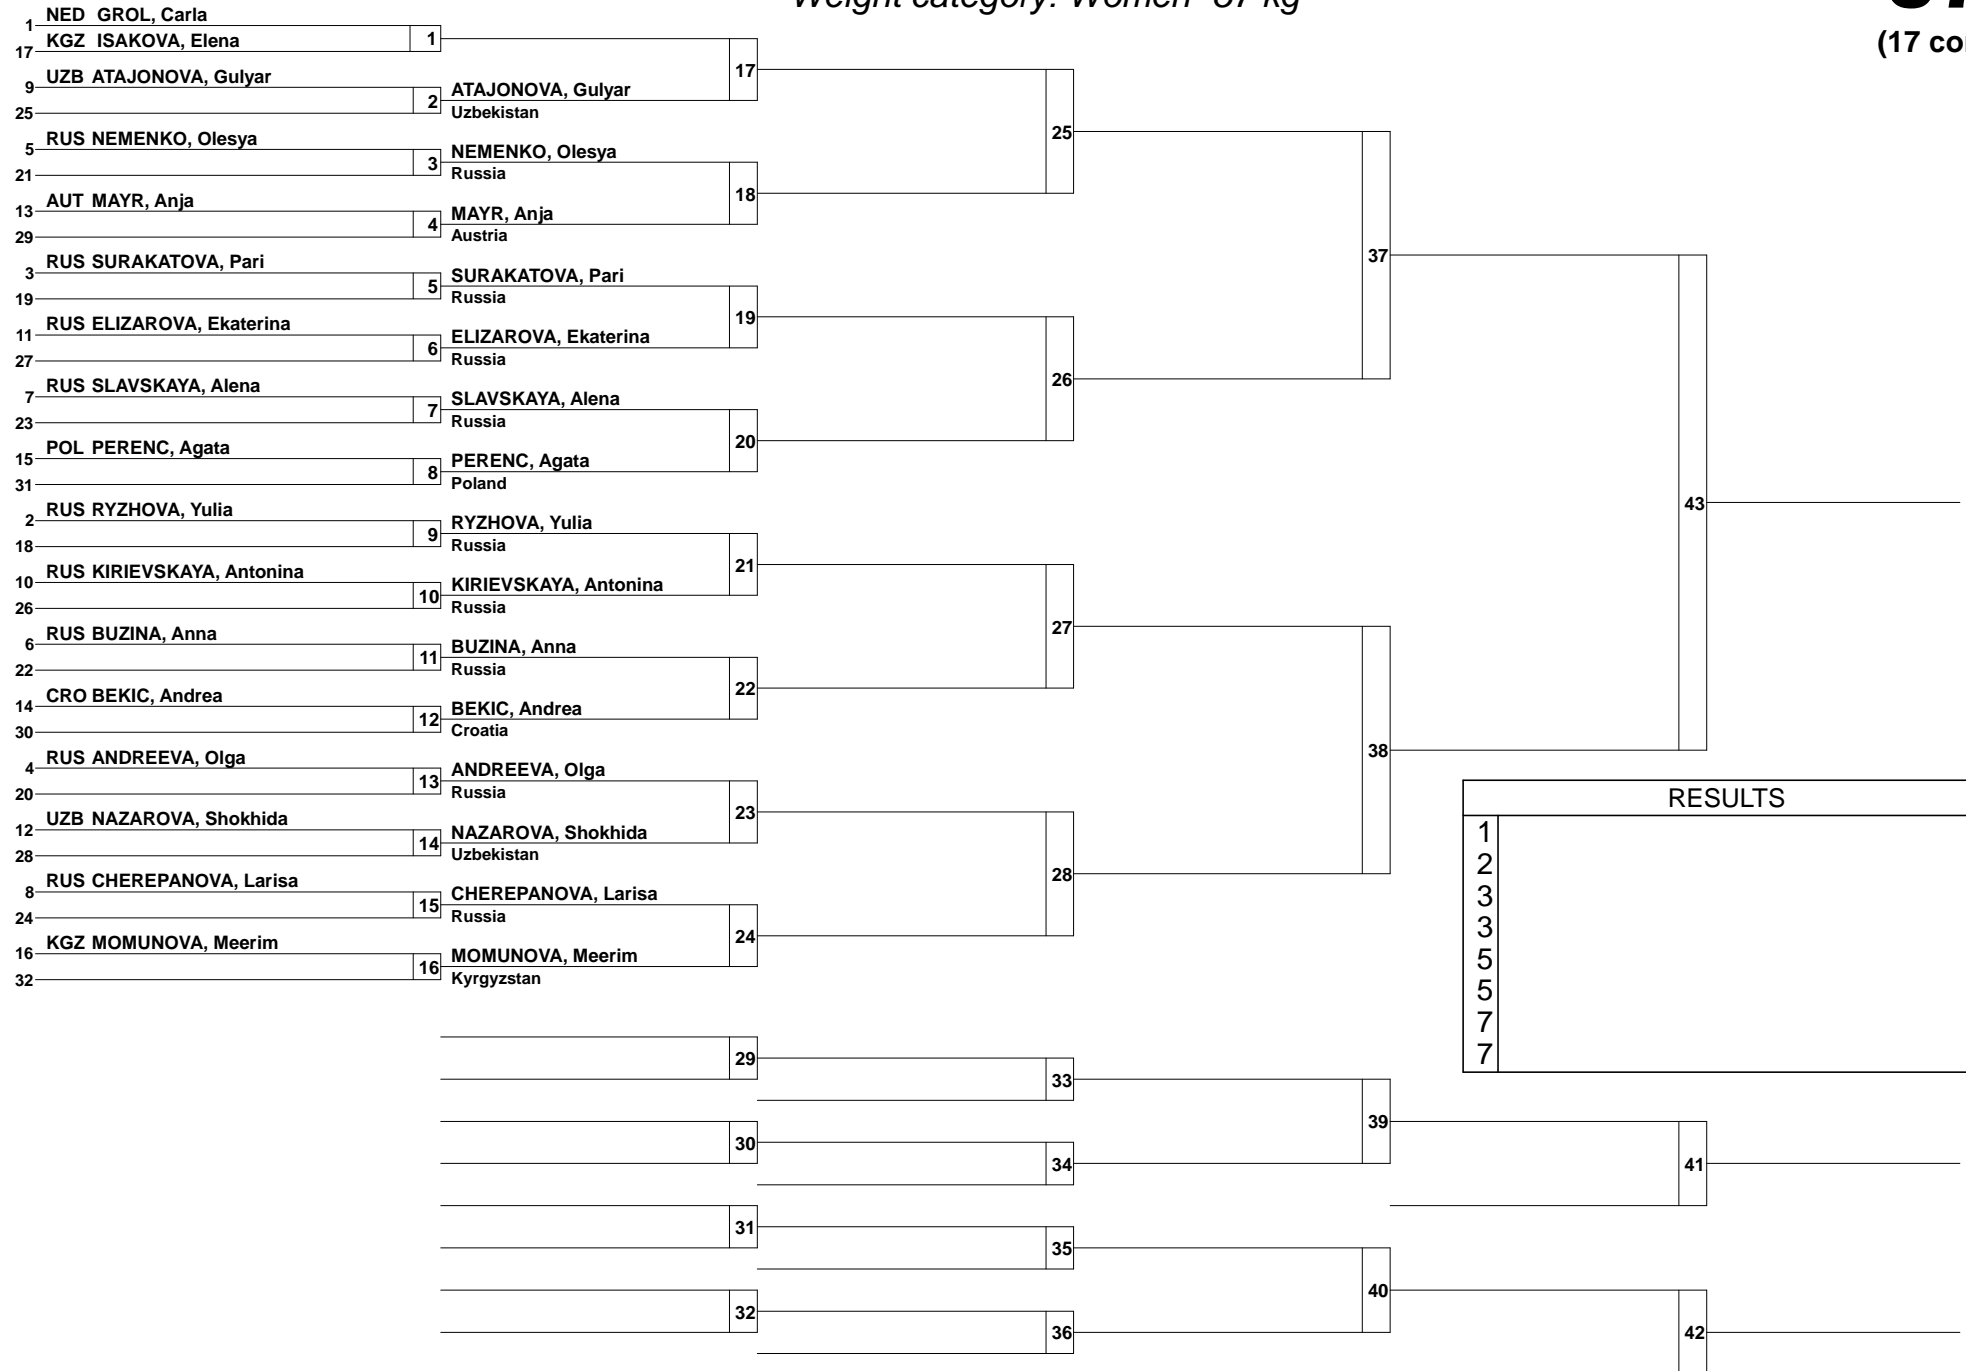 Weight category: Women -57 kg
(17 co
1 NED GROL, Carla
17 KGZ ISAKOVA, Elena
1
9 UZB ATAJONOVA, Gulyar
25
2
ATAJONOVA, Gulyar
Uzbekistan
17
5 RUS NEMENKO, Olesya
21
3
NEMENKO, Olesya
Russia
13 AUT MAYR, Anja
29
4
MAYR, Anja
Austria
18
25
3 RUS SURAKATOVA, Pari
19
5
SURAKATOVA, Pari
Russia
11 RUS ELIZAROVA, Ekaterina
27
6
ELIZAROVA, Ekaterina
Russia
19
7 RUS SLAVSKAYA, Alena
23
7
SLAVSKAYA, Alena
Russia
15 POL PERENC, Agata
31
8
PERENC, Agata
Poland
20
26
37
2 RUS RYZHOVA, Yulia
18
9
RYZHOVA, Yulia
Russia
10 RUS KIRIEVSKAYA, Antonina
26
10
KIRIEVSKAYA, Antonina
Russia
21
6 RUS BUZINA, Anna
22
11
BUZINA, Anna
Russia
14 CRO BEKIC, Andrea
30
12
BEKIC, Andrea
Croatia
22
27
4 RUS ANDREEVA, Olga
20
13
ANDREEVA, Olga
Russia
12 UZB NAZAROVA, Shokhida
28
14
NAZAROVA, Shokhida
Uzbekistan
23
8 RUS CHEREPANOVA, Larisa
24
15
CHEREPANOVA, Larisa
Russia
16 KGZ MOMUNOVA, Meerim
32
16
MOMUNOVA, Meerim
Kyrgyzstan
24
28
38
43
RESULTS
1
2
3
3
5
5
7
7
29
33
30
34
39
41
31
35
32
36
40
42